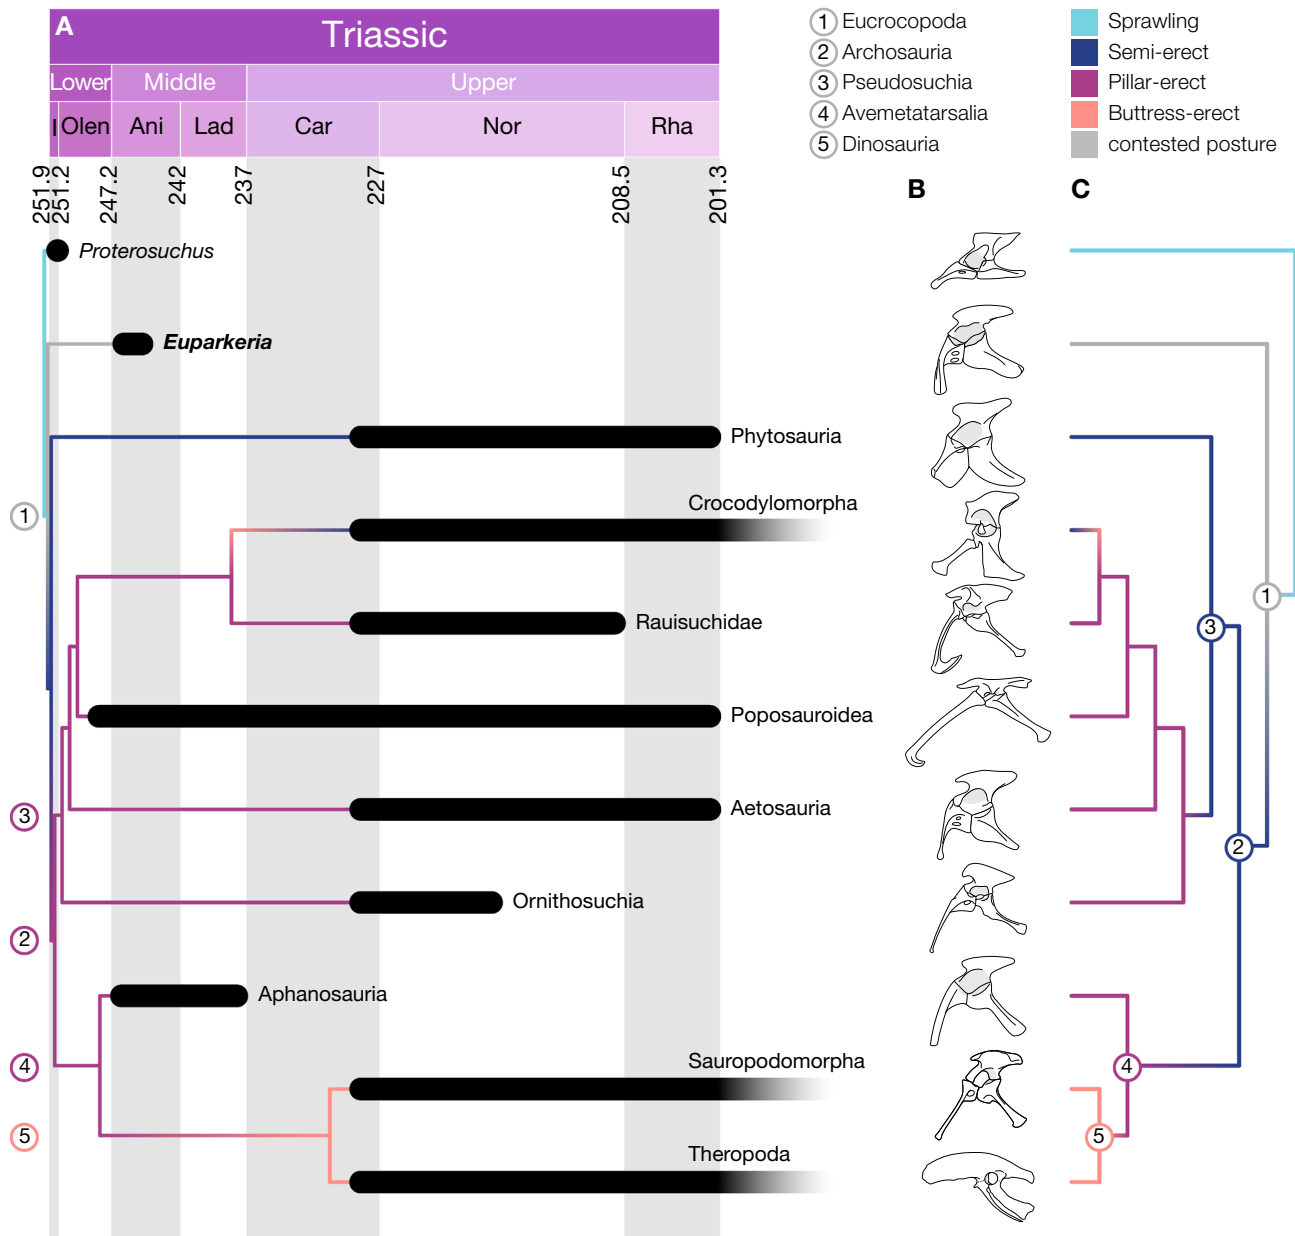 A
Triassic
Lower Middle Upper
I Olen Ani Lad Car Nor Rha
251.9 251.2 247.2 242 237 227 208.5 201.3
1 Eucrocopoda
2 Archosauria
3 Pseudosuchia
4 Avemetatarsalia
5 Dinosauria
Sprawling
Semi-erect
Pillar-erect
Buttress-erect
contested posture
B
C
Proterosuchus
Euparkeria
Phytosauria
Crocodylomorpha
Rauisuchidae
Poposauroidea
Aetosauria
Ornithosuchia
Aphanosauria
Sauropodomorpha
Theropoda
1
3
2
4
5
1
3
2
4
5